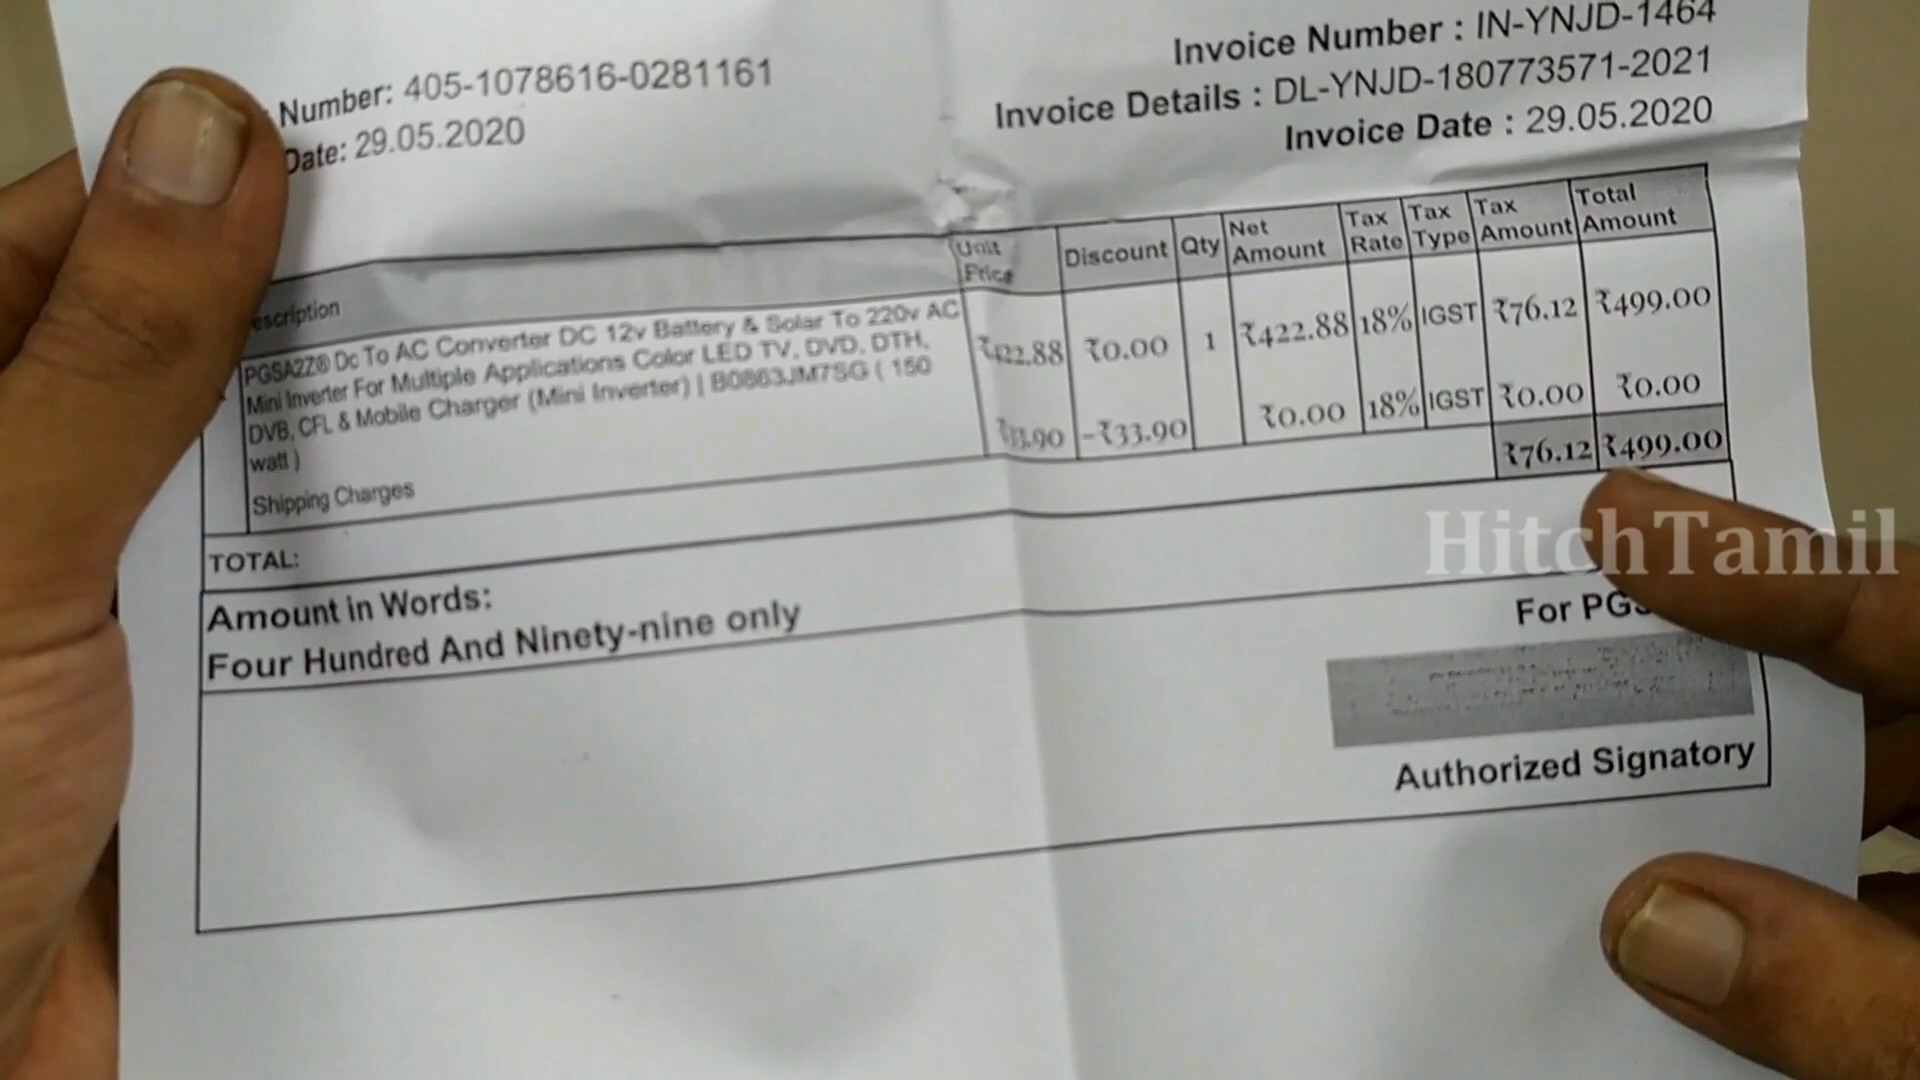 Number: 405-1078616-0281161
Date: 29.05.2020
Invoice Number : IN-YNJD-1464
Invoice Details : DL-YNJD-180773571-2021
Invoice Date : 29.05.2020
escription Unit Price Discount Qty Net Amount Tax Rate Tax Type Tax Amount Total Amount
PGSA2Z® Dc To AC Converter DC 12v Battery & Solar To 220v AC
Mini Inverter For Multiple Applications Color LED TV, DVD, DTH,
DVB, CFL & Mobile Charger (Mini Inverter) | B0863JM7SG ( 150
watt )
₹422.88 ₹0.00 1 ₹422.88 18% IGST ₹76.12 ₹499.00
Shipping Charges ₹33.90 -₹33.90 ₹0.00 18% IGST ₹0.00 ₹0.00
TOTAL: ₹76.12 ₹499.00
Amount in Words:
Four Hundred And Ninety-nine only
HitchTamil
For
Authorized Signatory